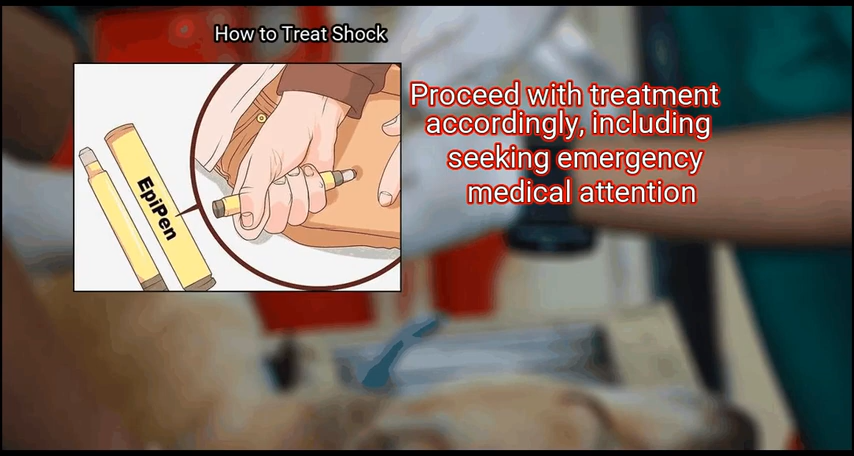 How to Treat Shock
EpiPen
Proceed with treatment
accordingly, including
seeking emergency
medical attention